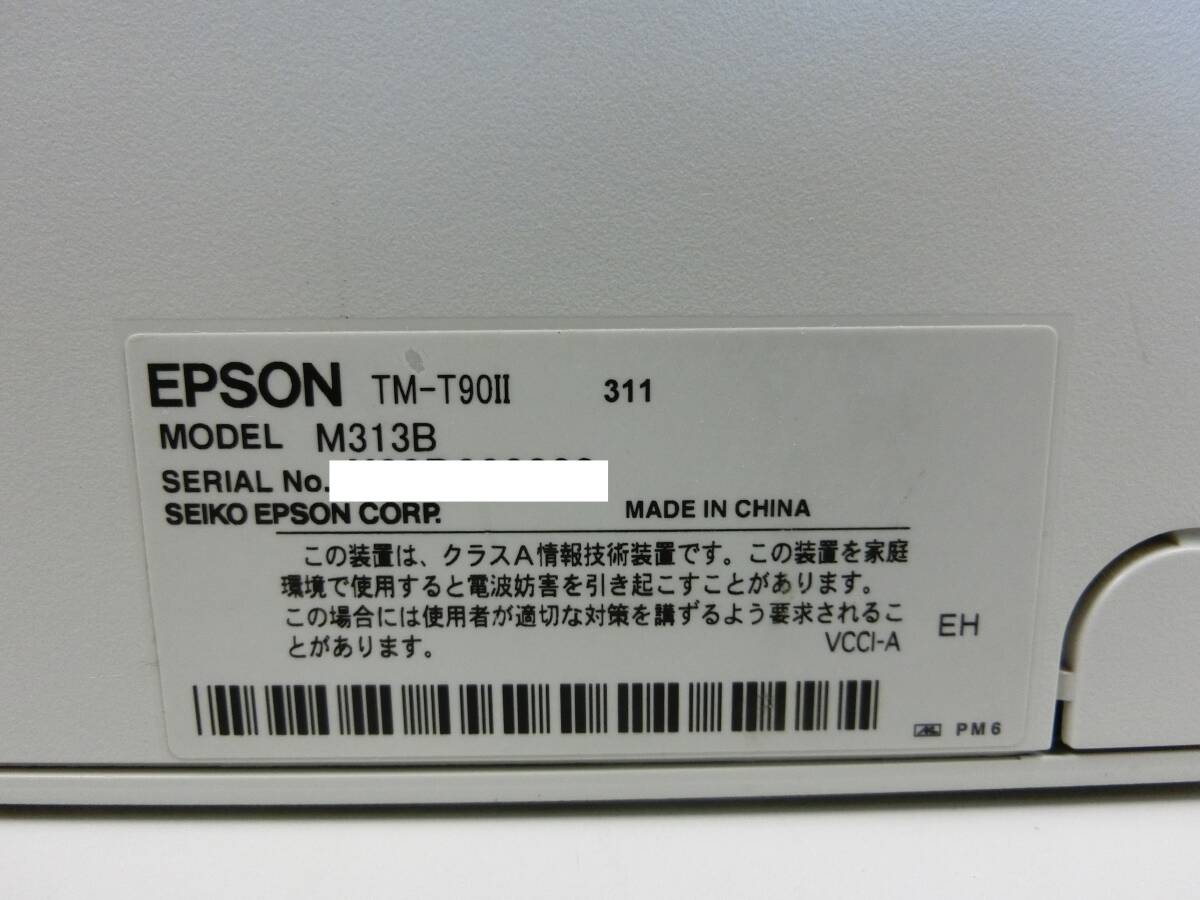 EPSON TM-T90II 311
MODEL M313B
SERIAL No.
SEIKO EPSON CORP. MADE IN CHINA
この装置は、クラスA情報技術装置です。この装置を家庭
環境で使用すると電波妨害を引き起こすことがあります。
この場合には使用者が適切な対策を講ずるよう要求されるこ
とがあります。 VCCI-A
EH
PM6